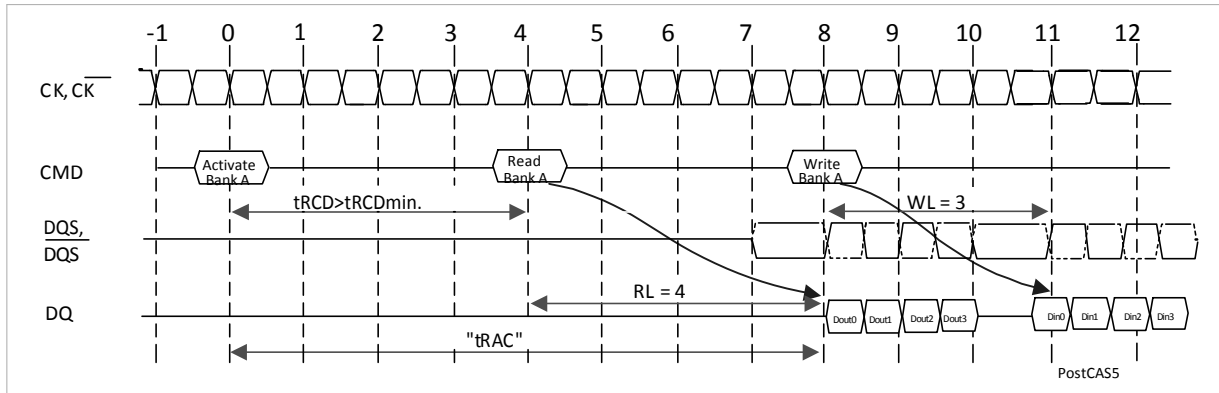 -1 0 1 2 3 4 5 6 7 8 9 10 11 12
CK, CK
CMD
Activate
Bank A
Read
Bank A
Write
Bank A
tRCD>tRCDmin.
WL = 3
DQS,
DQS
RL = 4
DQ
Dout0 Dout1 Dout2 Dout3
Din0 Din1 Din2 Din3
"tRAC"
PostCAS5